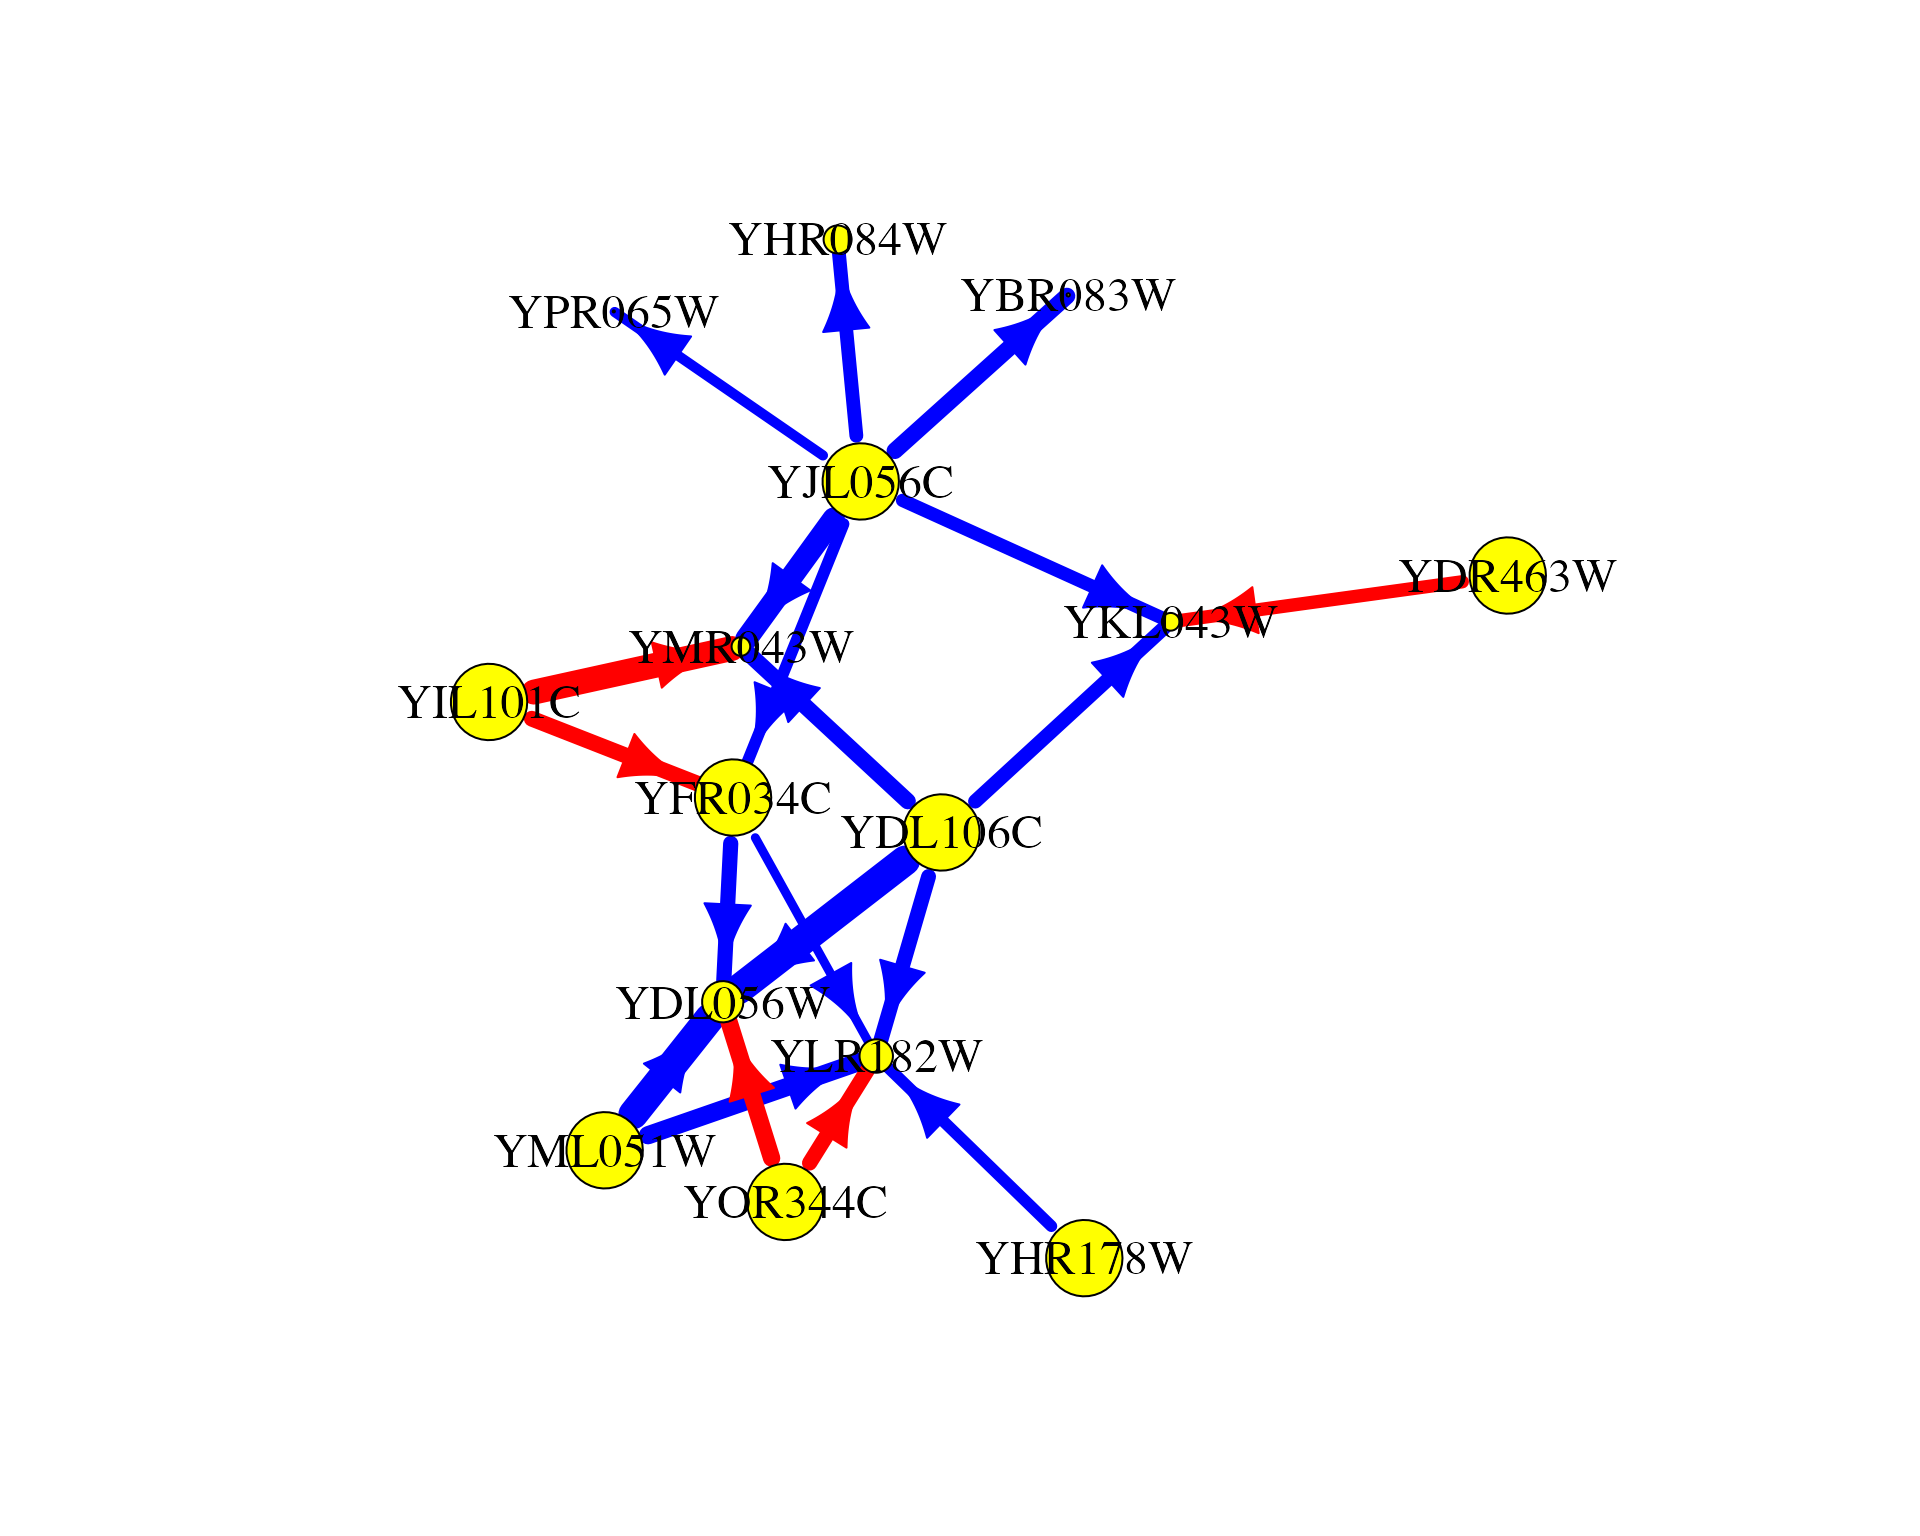 YHR084W
YBR083W
YPR065W
YJL056C
YDR463W
YKL043W
YMR043W
YIL101C
YFR034C
YDL106C
YDL056W
YLR182W
YML051W
YOR344C
YHR178W